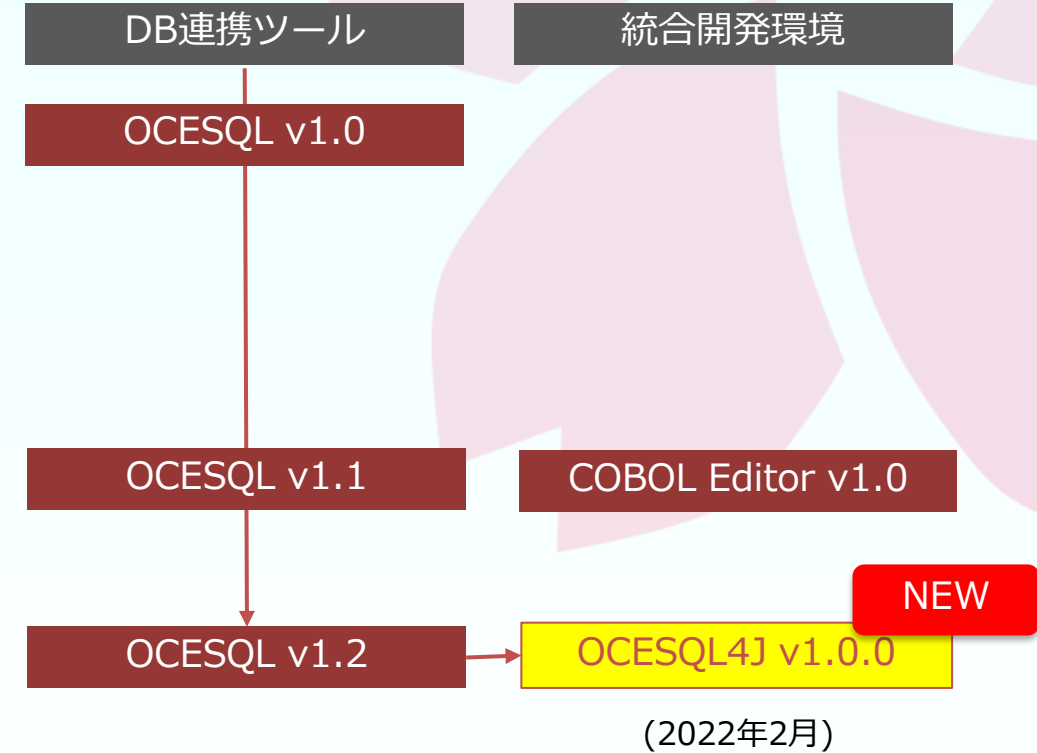 DB連携ツール
統合開発環境
OCESQL v1.0
OCESQL v1.1
COBOL Editor v1.0
NEW
OCESQL v1.2
OCESQL4J v1.0.0
(2022年2月)